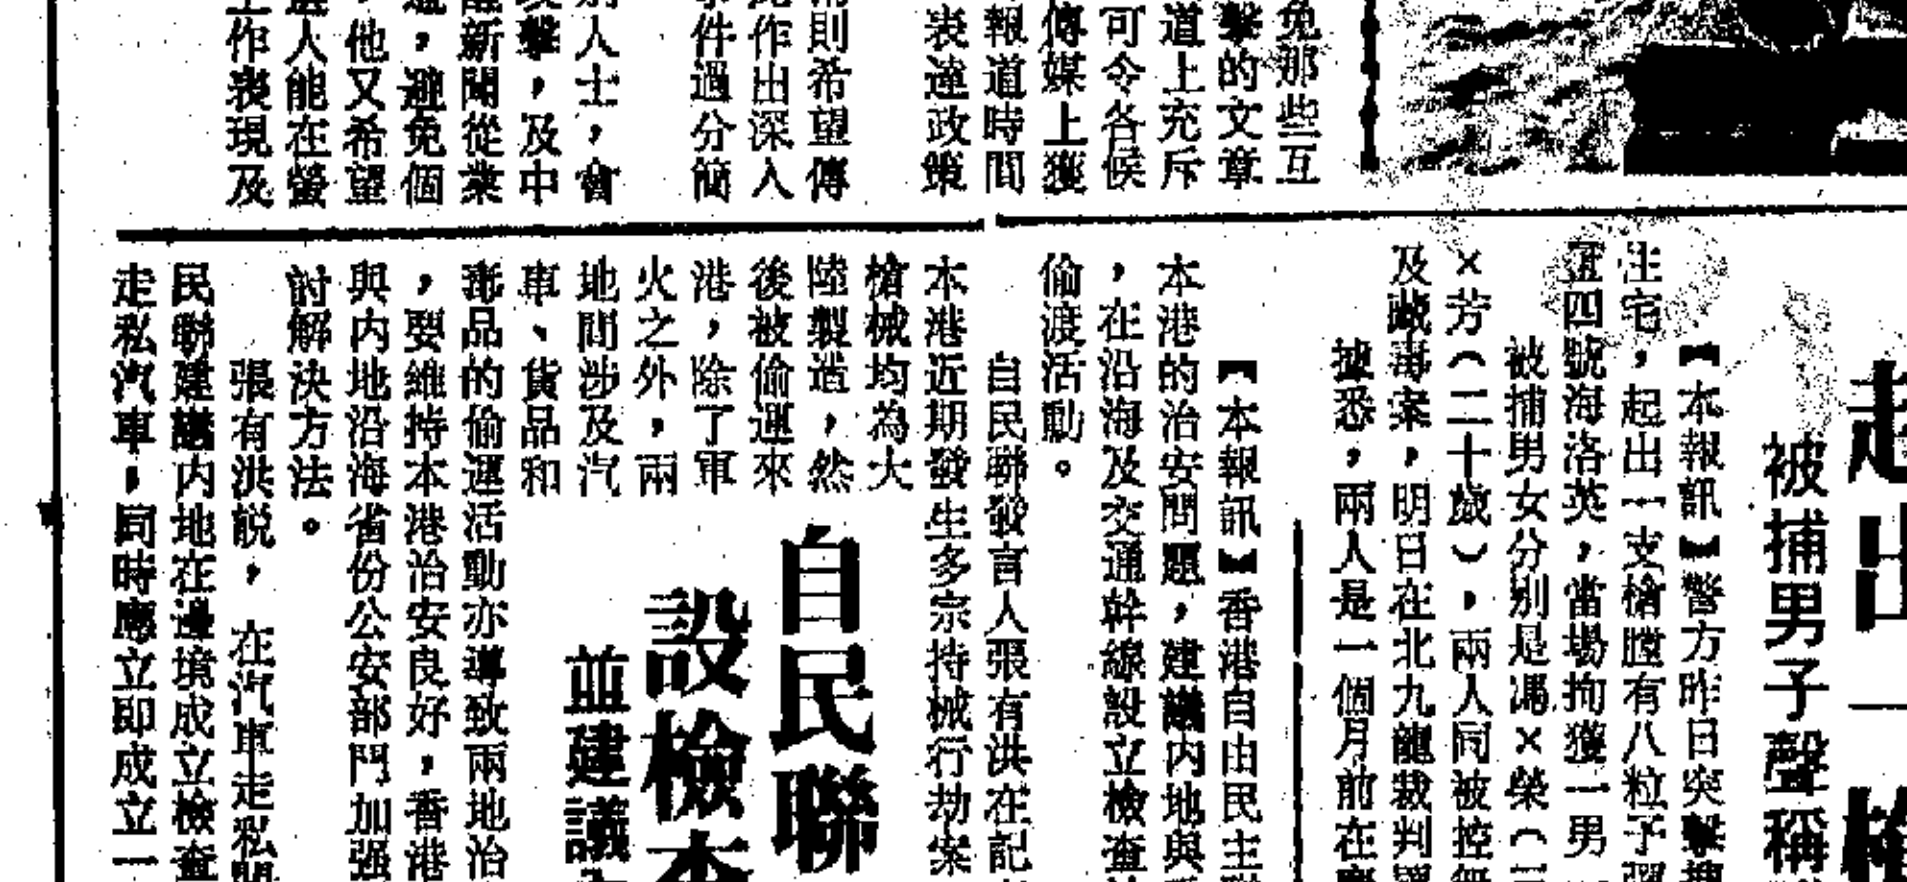 免那些互
擊的文章
道上充斥
可令各候
傳媒上獲
報道時間
表達政策
則希望傳
作出深入
件過分簡
人士,會
擊,及中
新聞從業
,避免個
他又希望
人能在螢
作表現及
起出一槍
被捕男子聲稱
【本報訊】警方昨日突擊搜
住宅,起出一支槍膛有八粒子彈
四號海洛英,當場拘獲一男
被捕男女分別是馮×榮(二
×芳(二十歲),兩人同被控無
及藏毒案,明日在北九龍裁判署
據悉,兩人是一個月前在
【本報訊】香港自由民主聯
本港的治安問題,建議內地與
,在沿海及交通幹線設立檢查
偷渡活動。
自民聯發言人張有洪在記
本港近期發生多宗持械行劫案
槍械均為大
陸製造,然
後被偷運來
港,除了軍
火之外,兩
地間涉及汽
車、貨品和
毒品的偷運活動亦導致兩地治
,要維持本港治安良好,香港
與內地沿海省份公安部門加强
討解決方法。
張有洪說,在汽車走私問
民聯建議內地在邊境成立檢查
走私汽車,同時應立即成立一
自民聯
設檢查
並建議